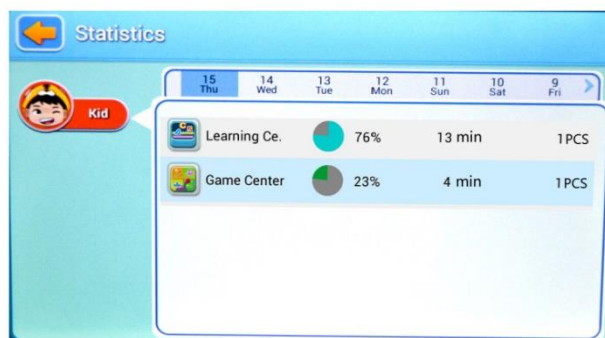 Statistics
Kid
15 Thu
14 Wed
13 Tue
12 Mon
11 Sun
10 Sat
9 Fri
Learning Ce. 76% 13 min 1PCS
Game Center 23% 4 min 1PCS